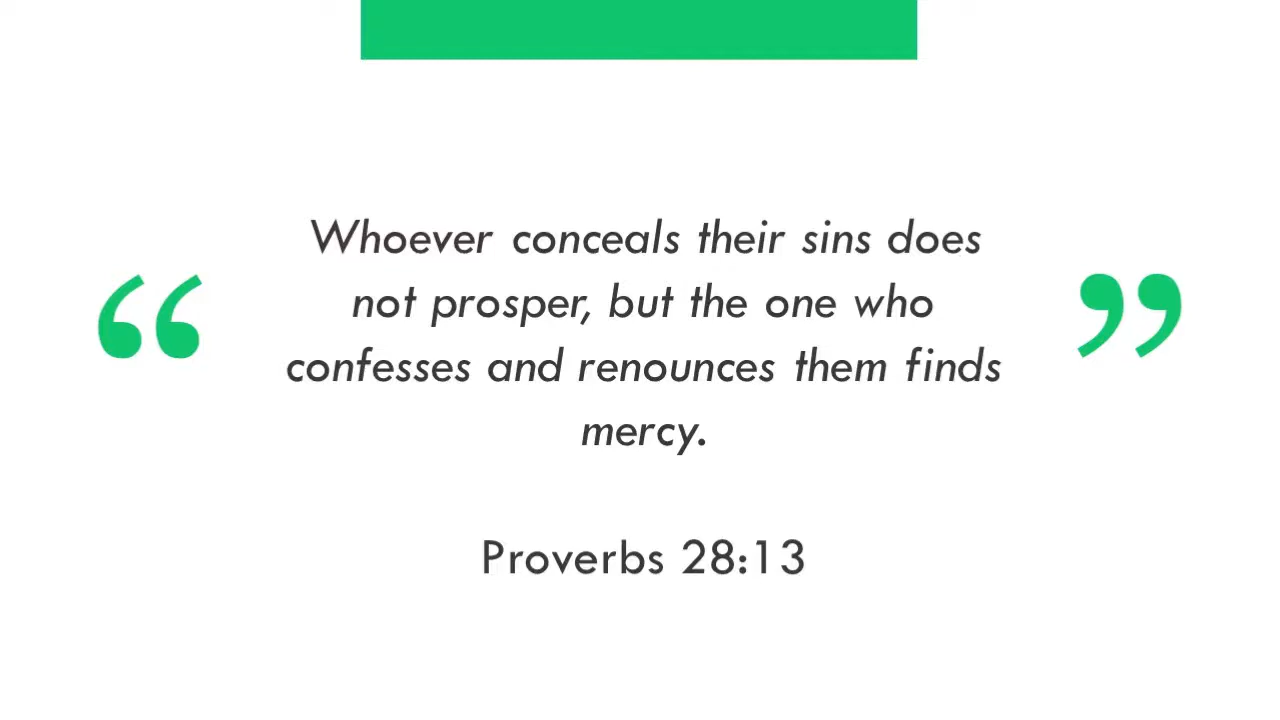 “
Whoever conceals their sins does
not prosper, but the one who
confesses and renounces them finds
mercy.
”
Proverbs 28:13